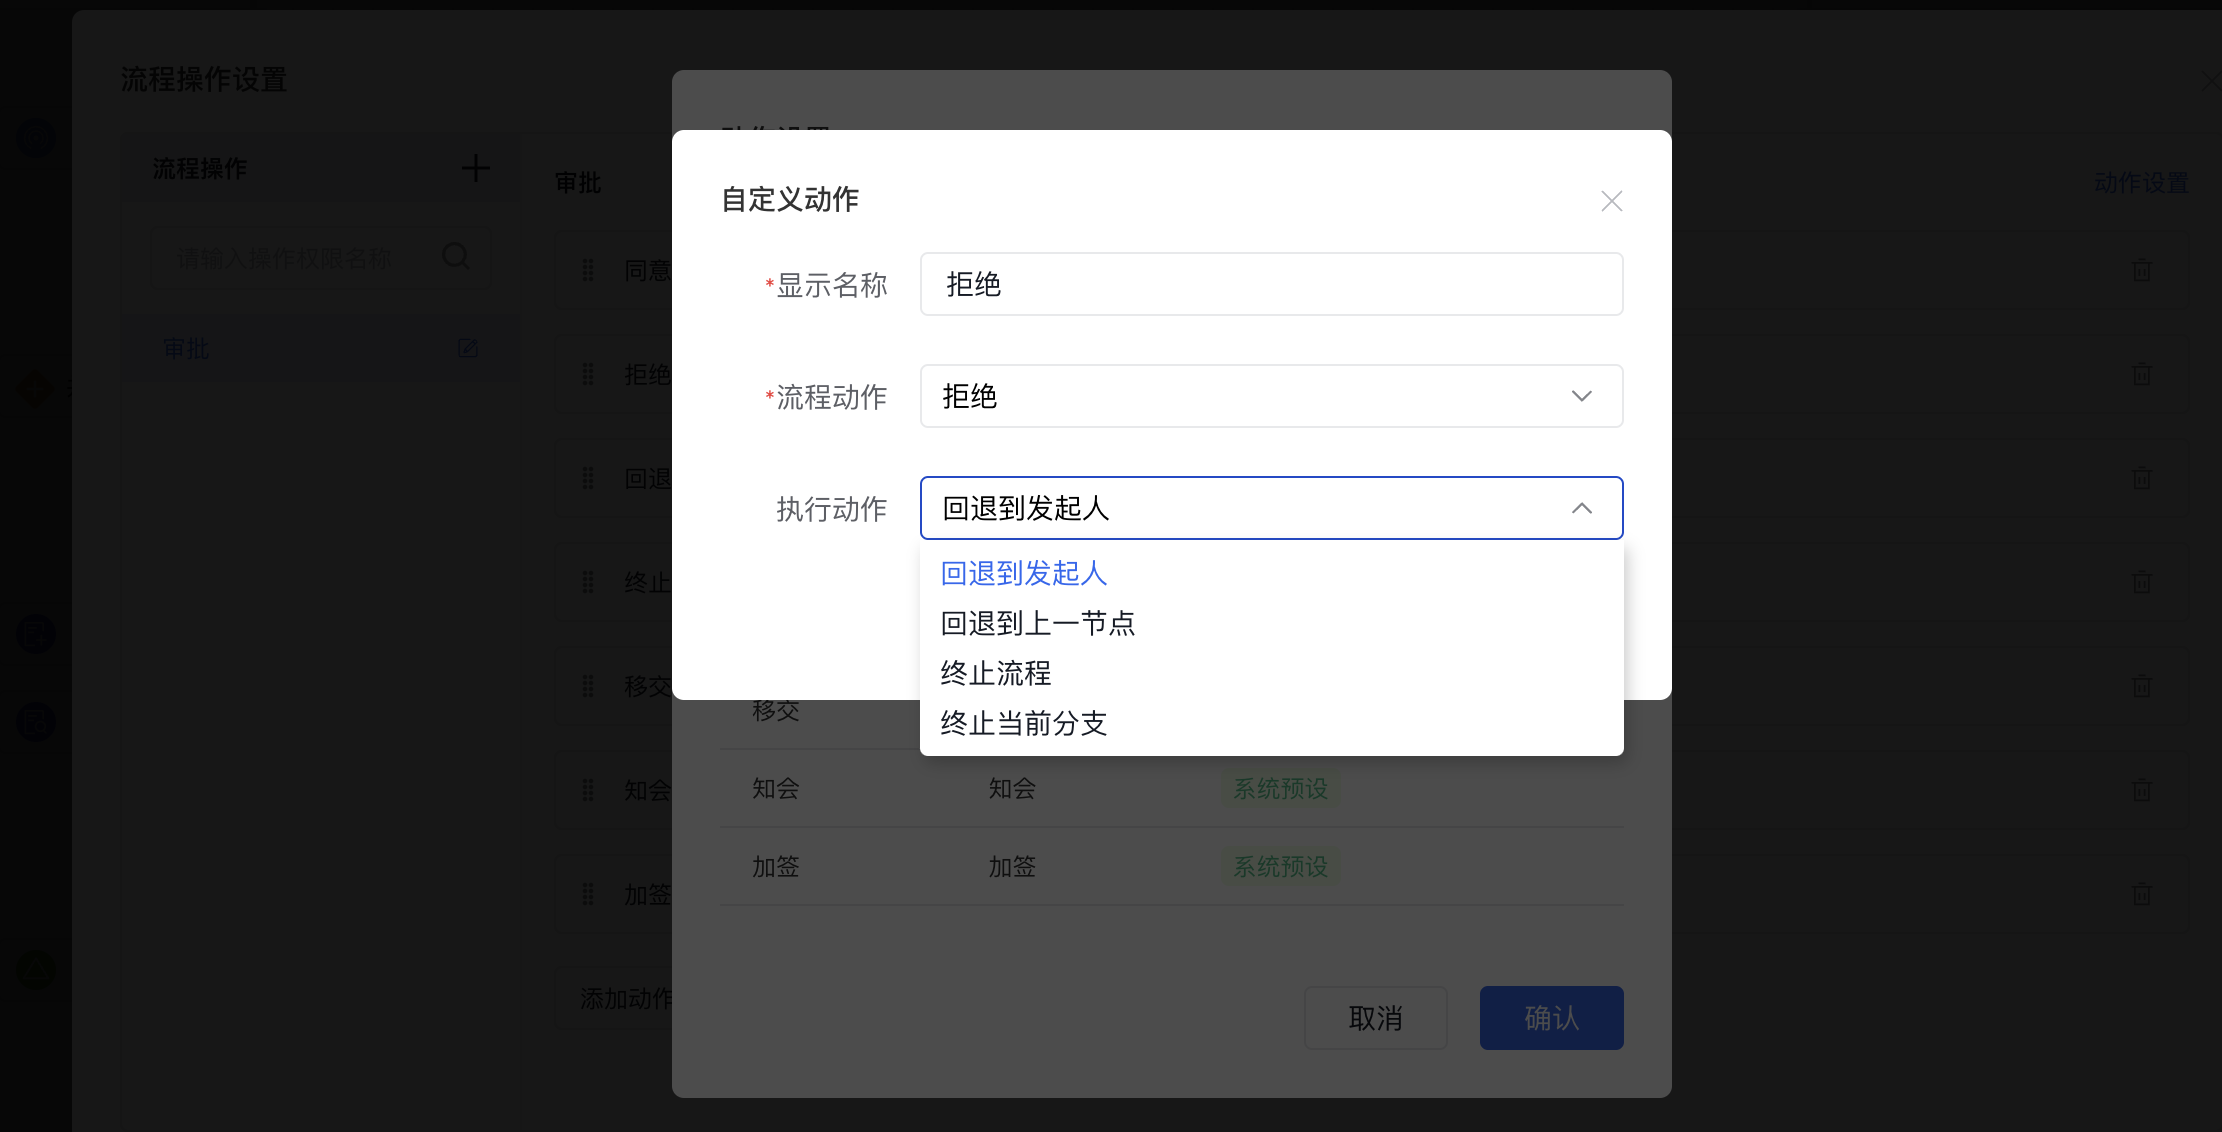 流程操作设置
流程操作
请输入操作权限名称
审批
审批
动作设置
同意
拒绝
回退
终止
移交
知会
加签
添加动作
自定义动作
*显示名称
拒绝
*流程动作
拒绝
执行动作
回退到发起人
回退到发起人
回退到上一节点
终止流程
终止当前分支
移交
知会 知会 系统预设
加签 加签 系统预设
取消 确认